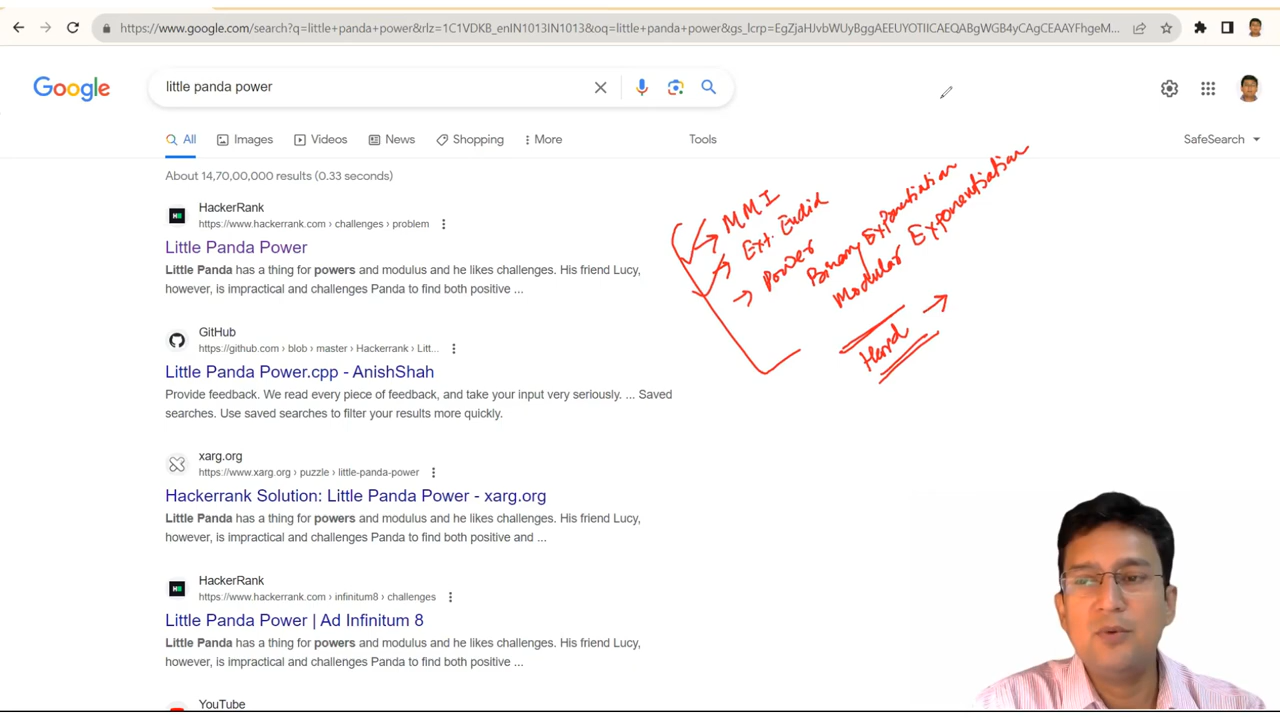 https://www.google.com/search?q=little+panda+power&rlz=1C1VDKB_enIN1013IN1013&oq=little+panda+power&gs_lcrp=EgZjaHJvbWUyBggAEEUYOTIICAEQABgWGB4yCAgCEAAYFhgeM...
Google
little panda power
All
Images
Videos
News
Shopping
More
Tools
SafeSearch
About 14,70,00,000 results (0.33 seconds)
HackerRank
https://www.hackerrank.com › challenges › problem
Little Panda Power
Little Panda has a thing for powers and modulus and he likes challenges. His friend Lucy,
however, is impractical and challenges Panda to find both positive ...
GitHub
https://github.com › blob › master › Hackerrank › Litt...
Little Panda Power.cpp - AnishShah
Provide feedback. We read every piece of feedback, and take your input very seriously. ... Saved
searches. Use saved searches to filter your results more quickly.
xarg.org
https://www.xarg.org › puzzle › little-panda-power
Hackerrank Solution: Little Panda Power - xarg.org
Little Panda has a thing for powers and modulus and he likes challenges. His friend Lucy,
however, is impractical and challenges Panda to find both positive and ...
HackerRank
https://www.hackerrank.com › infinitum8 › challenges
Little Panda Power | Ad Infinitum 8
Little Panda has a thing for powers and modulus and he likes challenges. His friend Lucy,
however, is impractical and challenges Panda to find both positive ...
YouTube
MMI
Ext. Euclid
Power
Binary Exponentiation
Modular Exponentiation
Hard